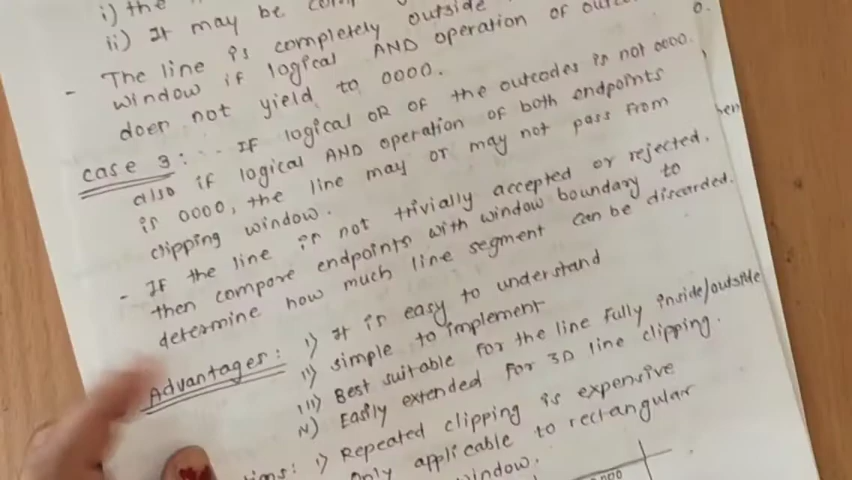 i) the
ii) It may be
- The line is completely outside
window if logical AND operation of
does not yield to 0000.
case 3: IF logical OR of the outcodes is not 0000.
also if logical AND operation of both endpoints
is 0000, the line may or may not pass from
clipping window.
- IF the line is not trivially accepted or rejected,
then compare endpoints with window boundary to
determine how much line segment can be discarded.
Advantages: i) It is easy to understand
ii) simple to implement
iii) Best suitable for the line fully inside/outside
iv) Easily extended for 3D line clipping.
i) Repeated clipping is expensive
only applicable to rectangular
window.